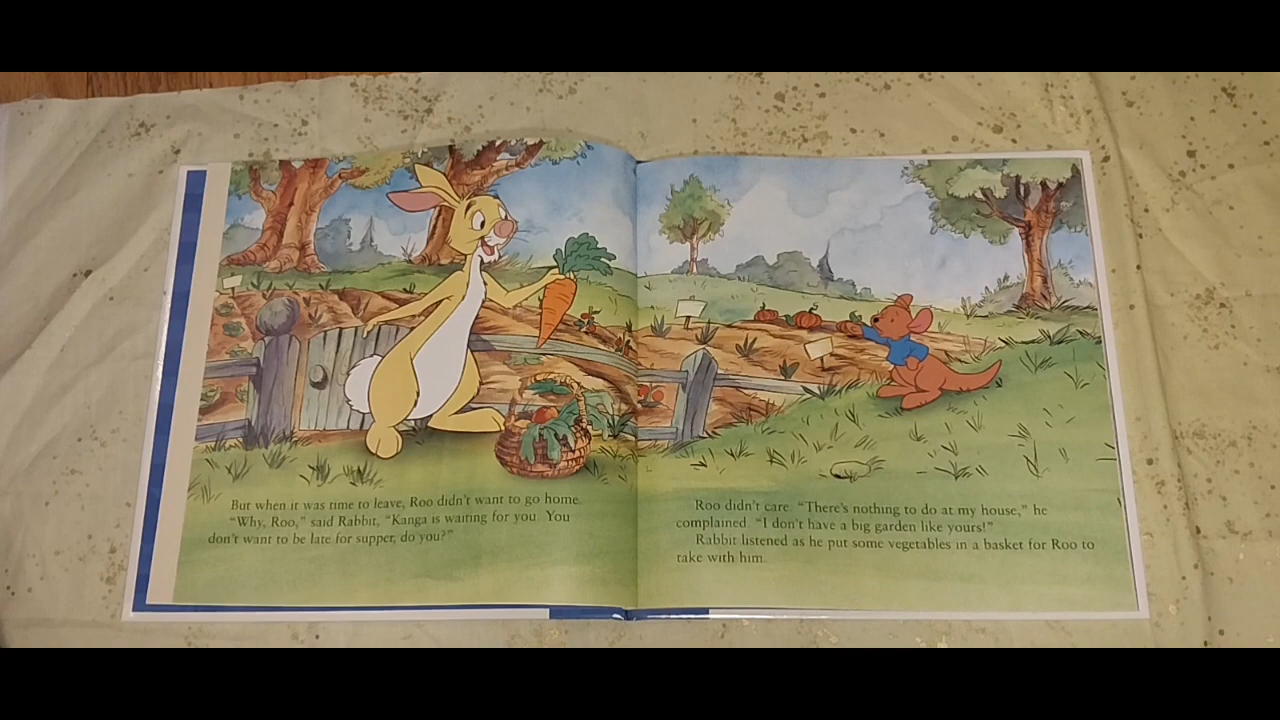 But when it was time to leave, Roo didn't want to go home.
"Why, Roo," said Rabbit, "Kanga is waiting for you. You
don't want to be late for supper, do you?"
Roo didn't care. "There's nothing to do at my house," he
complained. "I don't have a big garden like yours!"
Rabbit listened as he put some vegetables in a basket for Roo to
take with him.